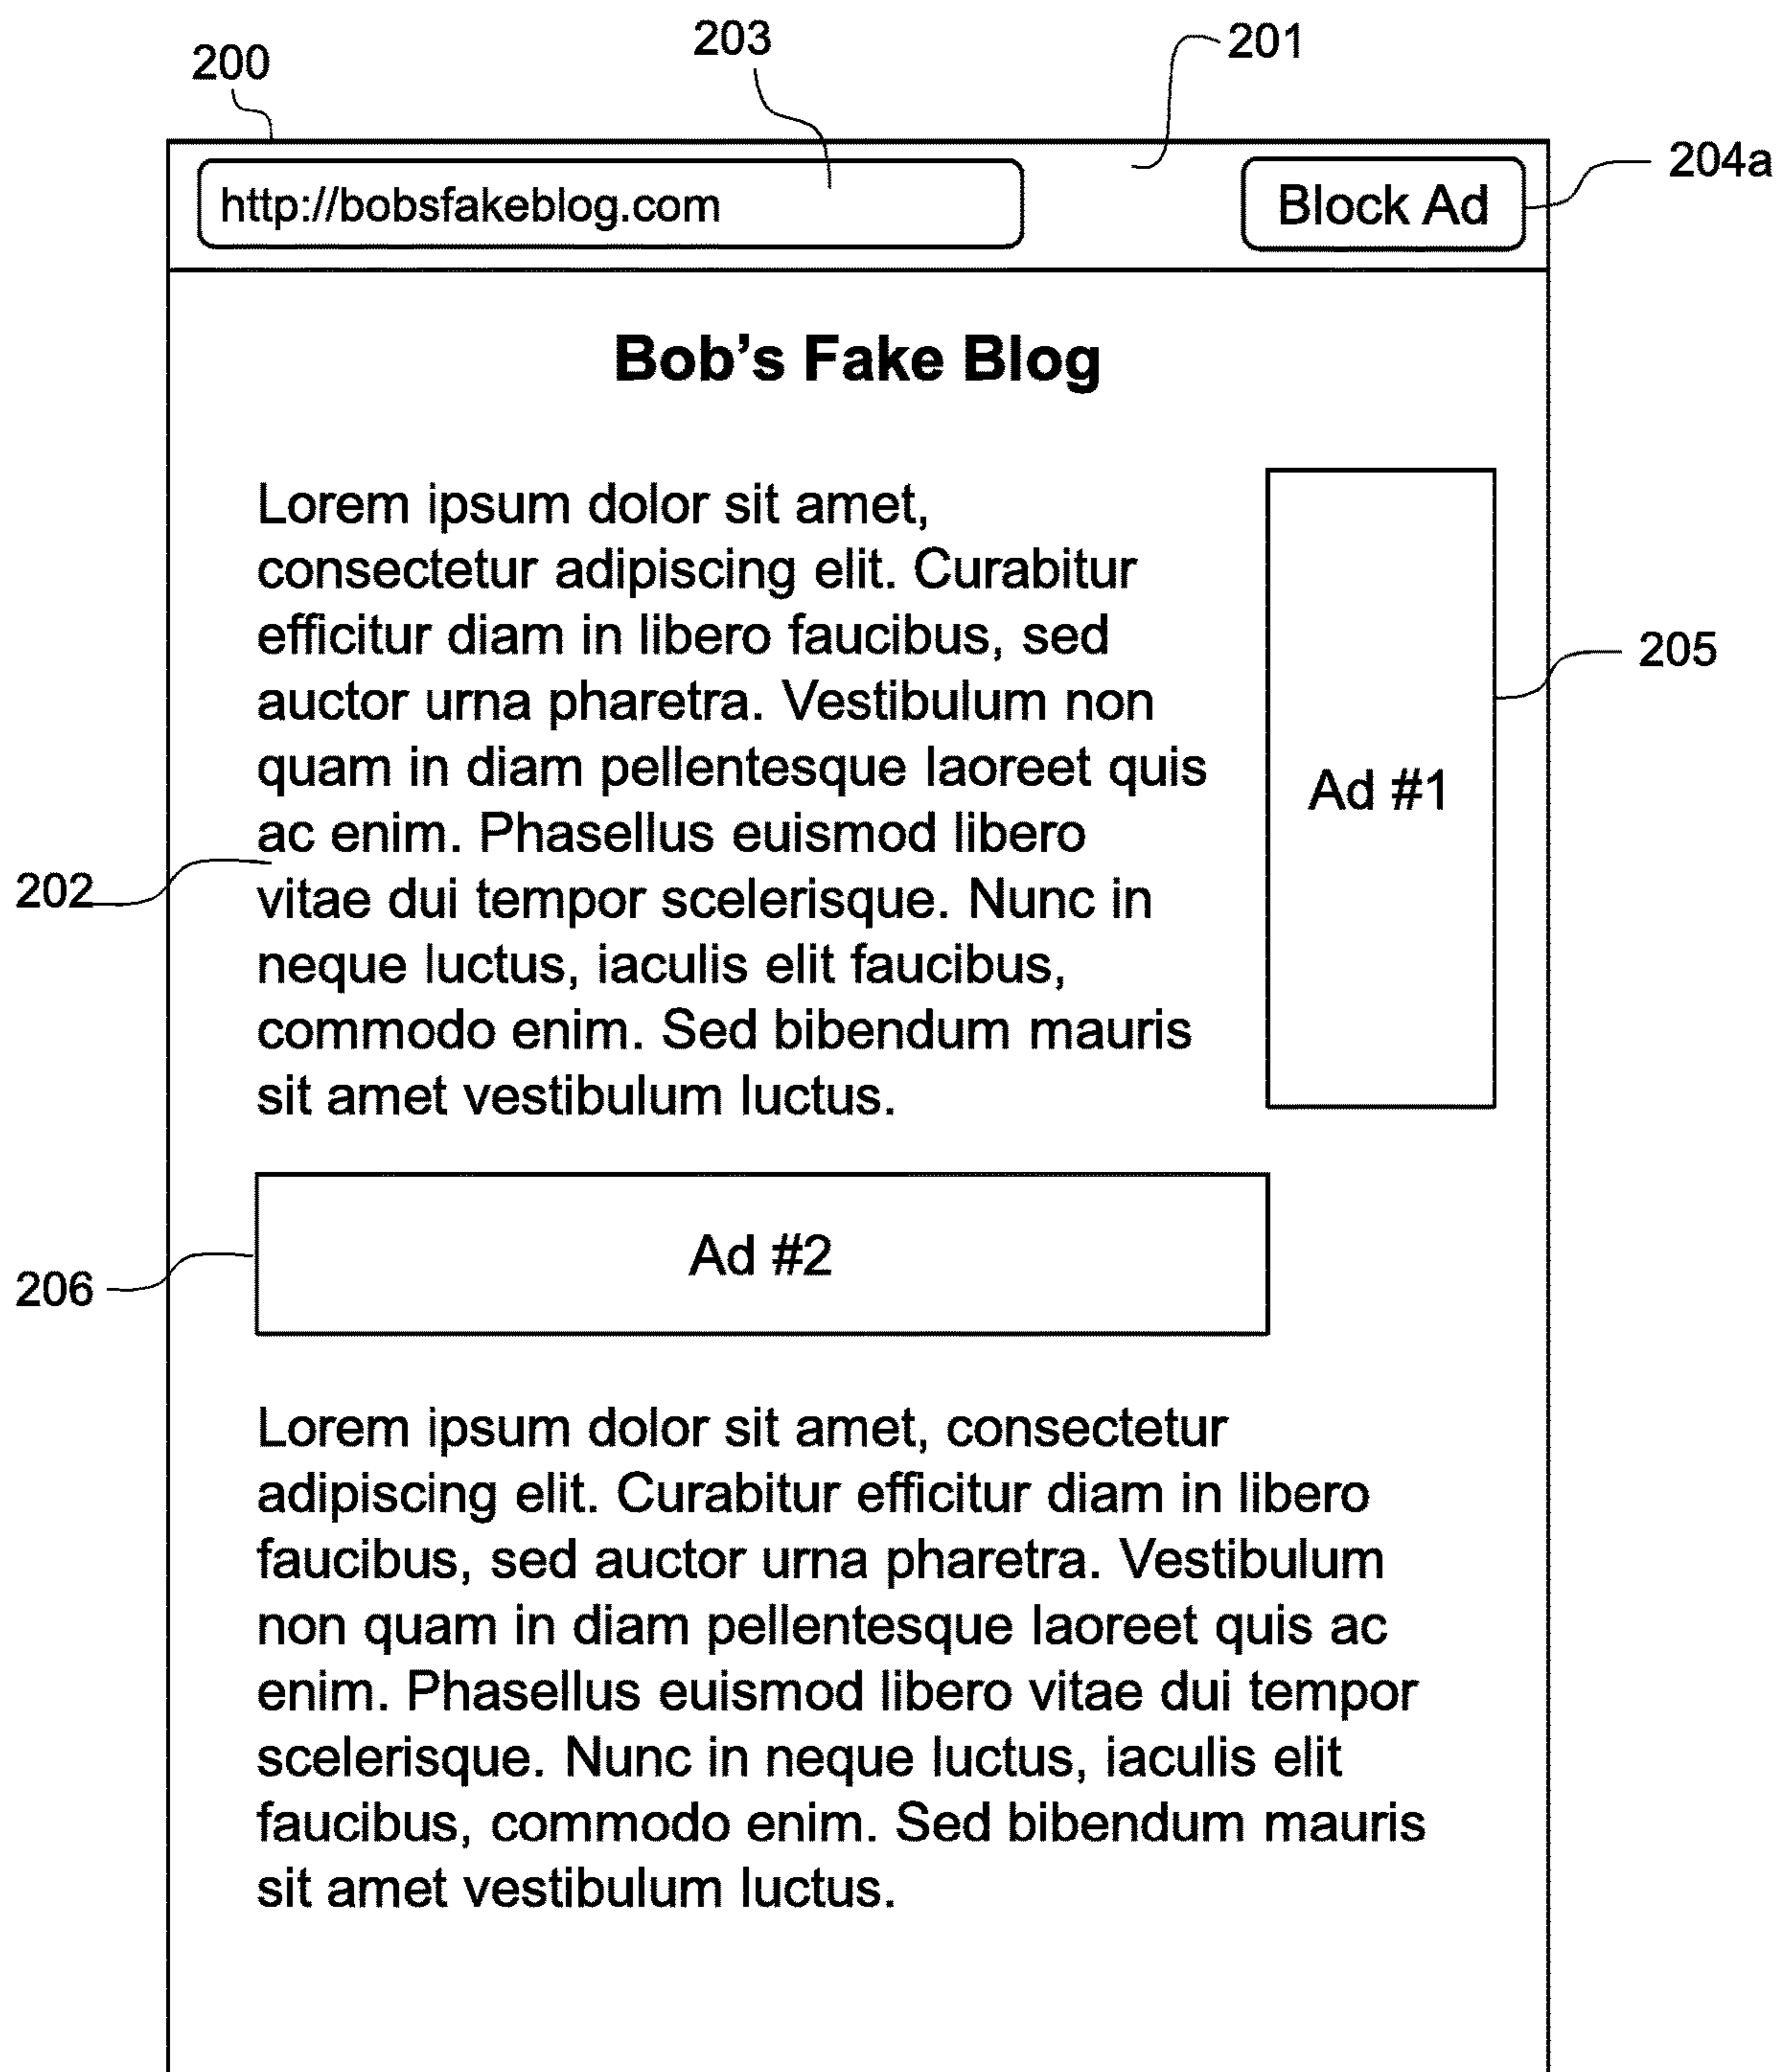 203
201
200
204a
http://bobsfakeblog.com
Block Ad
Bob's Fake Blog
Lorem ipsum dolor sit amet,
consectetur adipiscing elit. Curabitur
efficitur diam in libero faucibus, sed
auctor urna pharetra. Vestibulum non
quam in diam pellentesque laoreet quis
ac enim. Phasellus euismod libero
vitae dui tempor scelerisque. Nunc in
neque luctus, iaculis elit faucibus,
commodo enim. Sed bibendum mauris
sit amet vestibulum luctus.
205
Ad #1
202
Ad #2
206
Lorem ipsum dolor sit amet, consectetur
adipiscing elit. Curabitur efficitur diam in libero
faucibus, sed auctor urna pharetra. Vestibulum
non quam in diam pellentesque laoreet quis ac
enim. Phasellus euismod libero vitae dui tempor
scelerisque. Nunc in neque luctus, iaculis elit
faucibus, commodo enim. Sed bibendum mauris
sit amet vestibulum luctus.